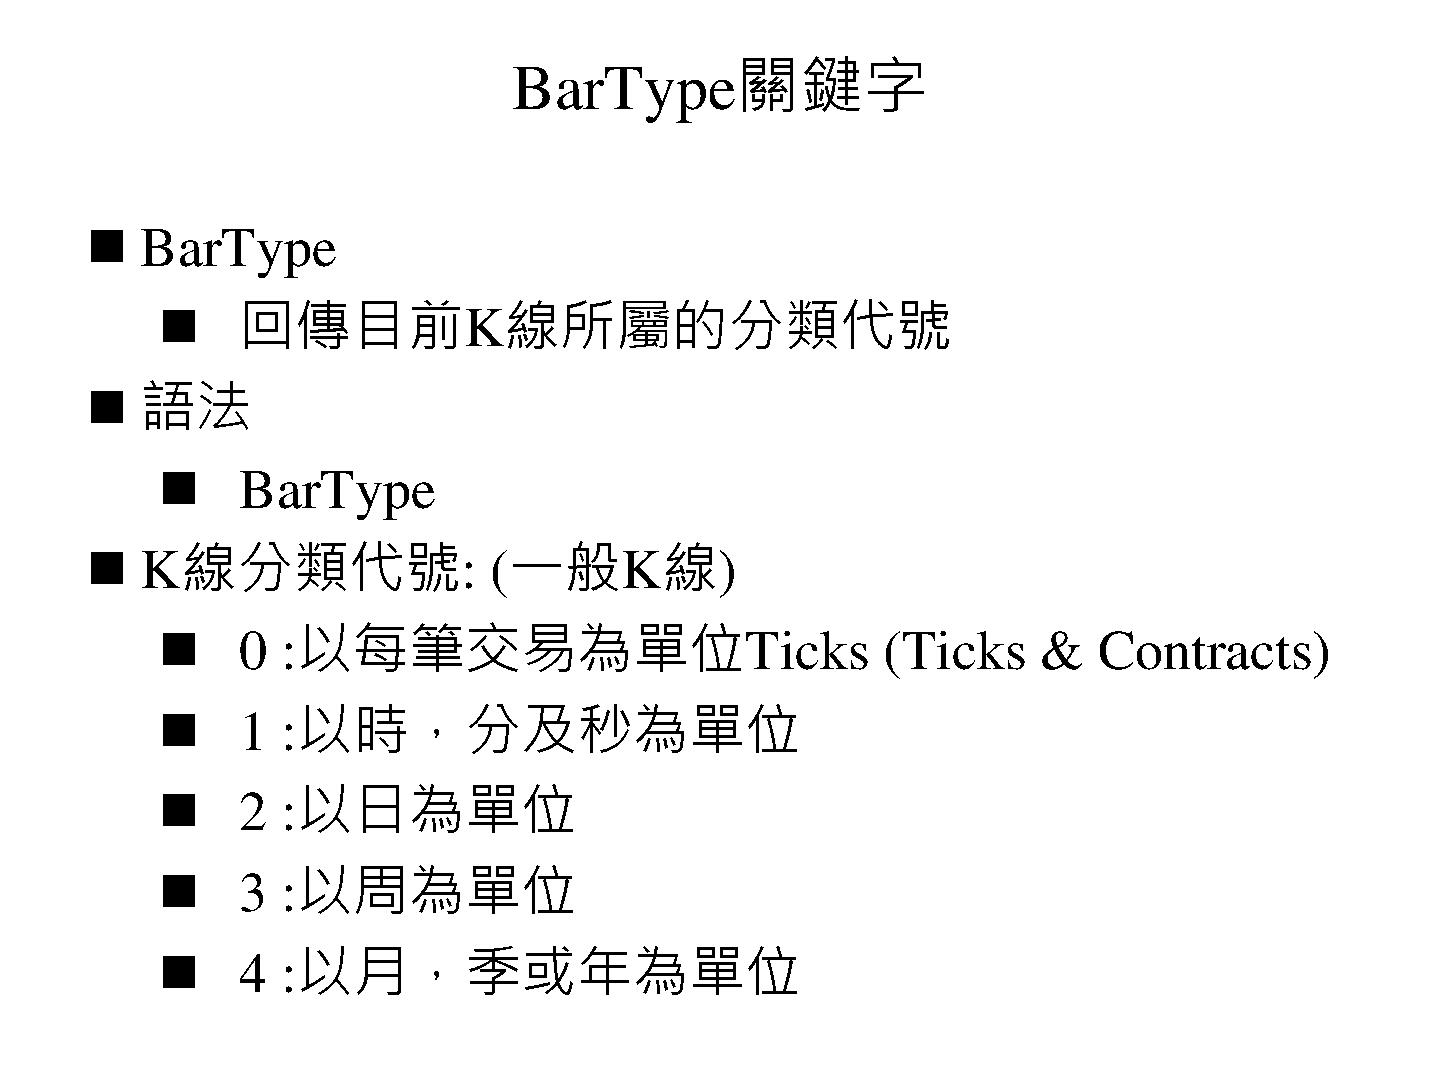 BarType關鍵字
■ BarType
■ 回傳目前K線所屬的分類代號
■ 語法
■ BarType
■ K線分類代號: (一般K線)
■ 0 :以每筆交易為單位Ticks (Ticks & Contracts)
■ 1 :以時，分及秒為單位
■ 2 :以日為單位
■ 3 :以周為單位
■ 4 :以月，季或年為單位